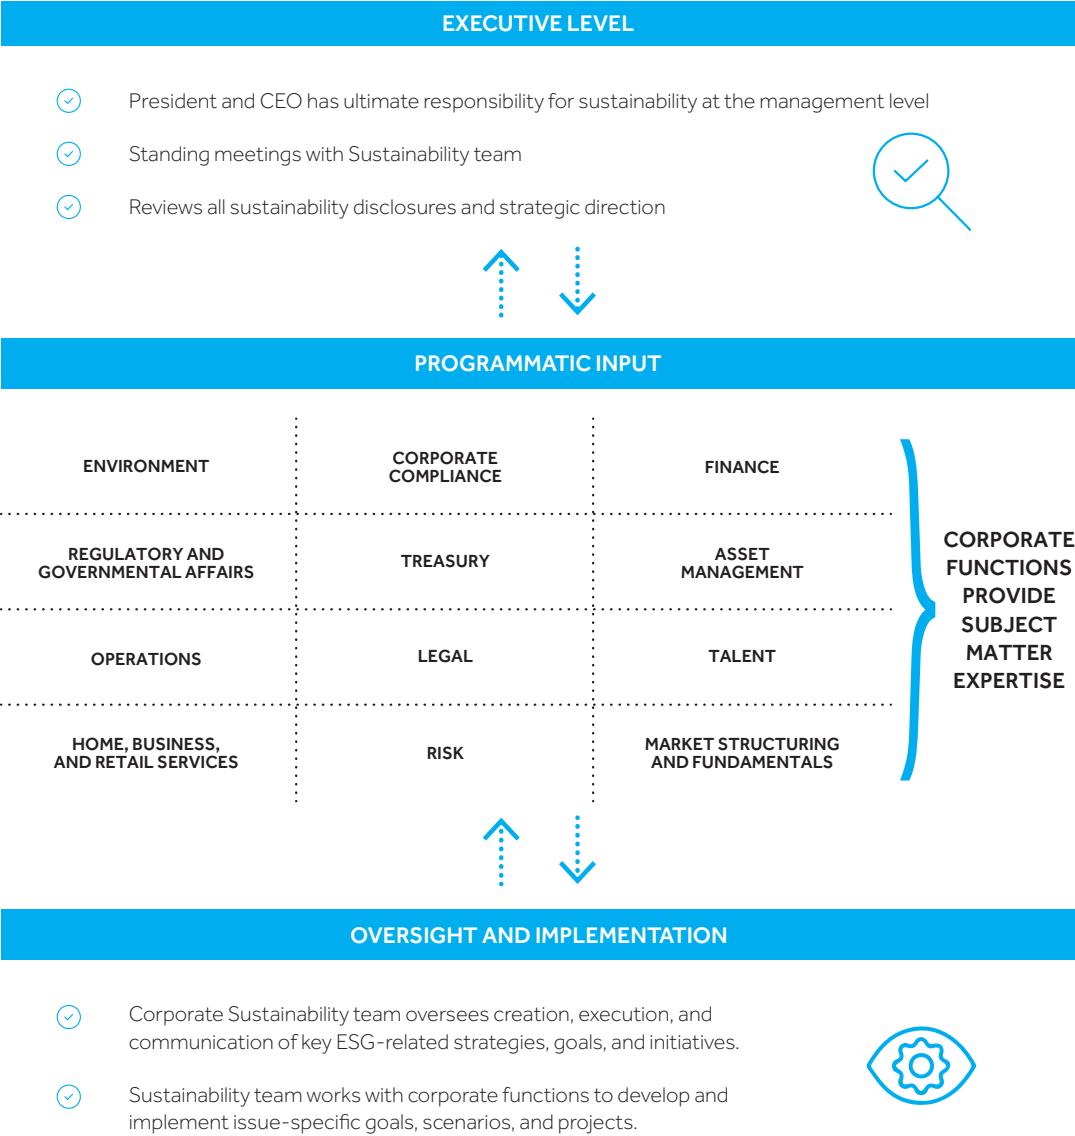 EXECUTIVE LEVEL
President and CEO has ultimate responsibility for sustainability at the management level
Standing meetings with Sustainability team
Reviews all sustainability disclosures and strategic direction
PROGRAMMATIC INPUT
ENVIRONMENT
CORPORATE
COMPLIANCE
FINANCE
REGULATORY AND
GOVERNMENTAL AFFAIRS
TREASURY
ASSET
MANAGEMENT
OPERATIONS
LEGAL
TALENT
HOME, BUSINESS,
AND RETAIL SERVICES
RISK
MARKET STRUCTURING
AND FUNDAMENTALS
CORPORATE
FUNCTIONS
PROVIDE
SUBJECT
MATTER
EXPERTISE
OVERSIGHT AND IMPLEMENTATION
Corporate Sustainability team oversees creation, execution, and
communication of key ESG-related strategies, goals, and initiatives.
Sustainability team works with corporate functions to develop and
implement issue-specific goals, scenarios, and projects.